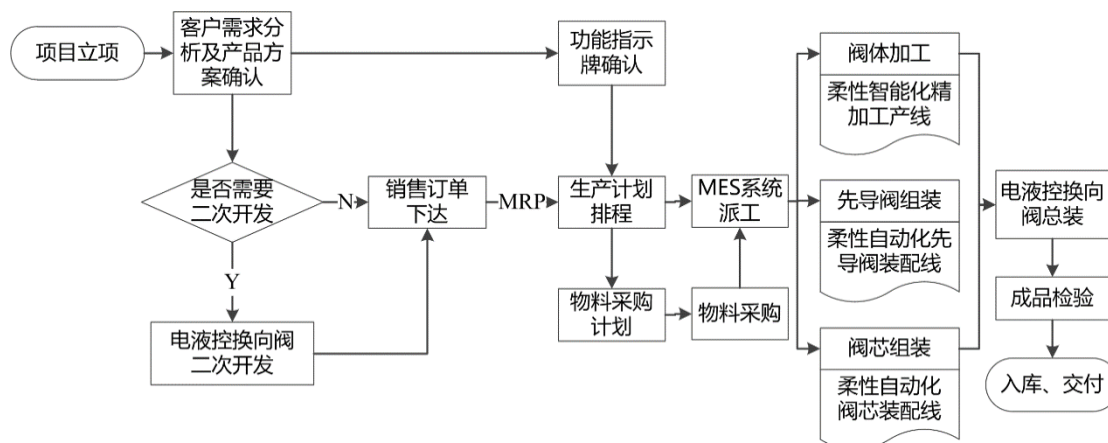 项目立项
客户需求分
析及产品方
案确认
功能指示
牌确认
是否需要
二次开发
N
Y
电液控换向阀
二次开发
销售订单
下达
MRP
生产计划
排程
物料采购
计划
物料采购
MES系统
派工
阀体加工
柔性智能化精
加工产线
先导阀组装
柔性自动化先
导阀装配线
阀芯组装
柔性自动化
阀芯装配线
电液控换向
阀总装
成品检验
入库、交付